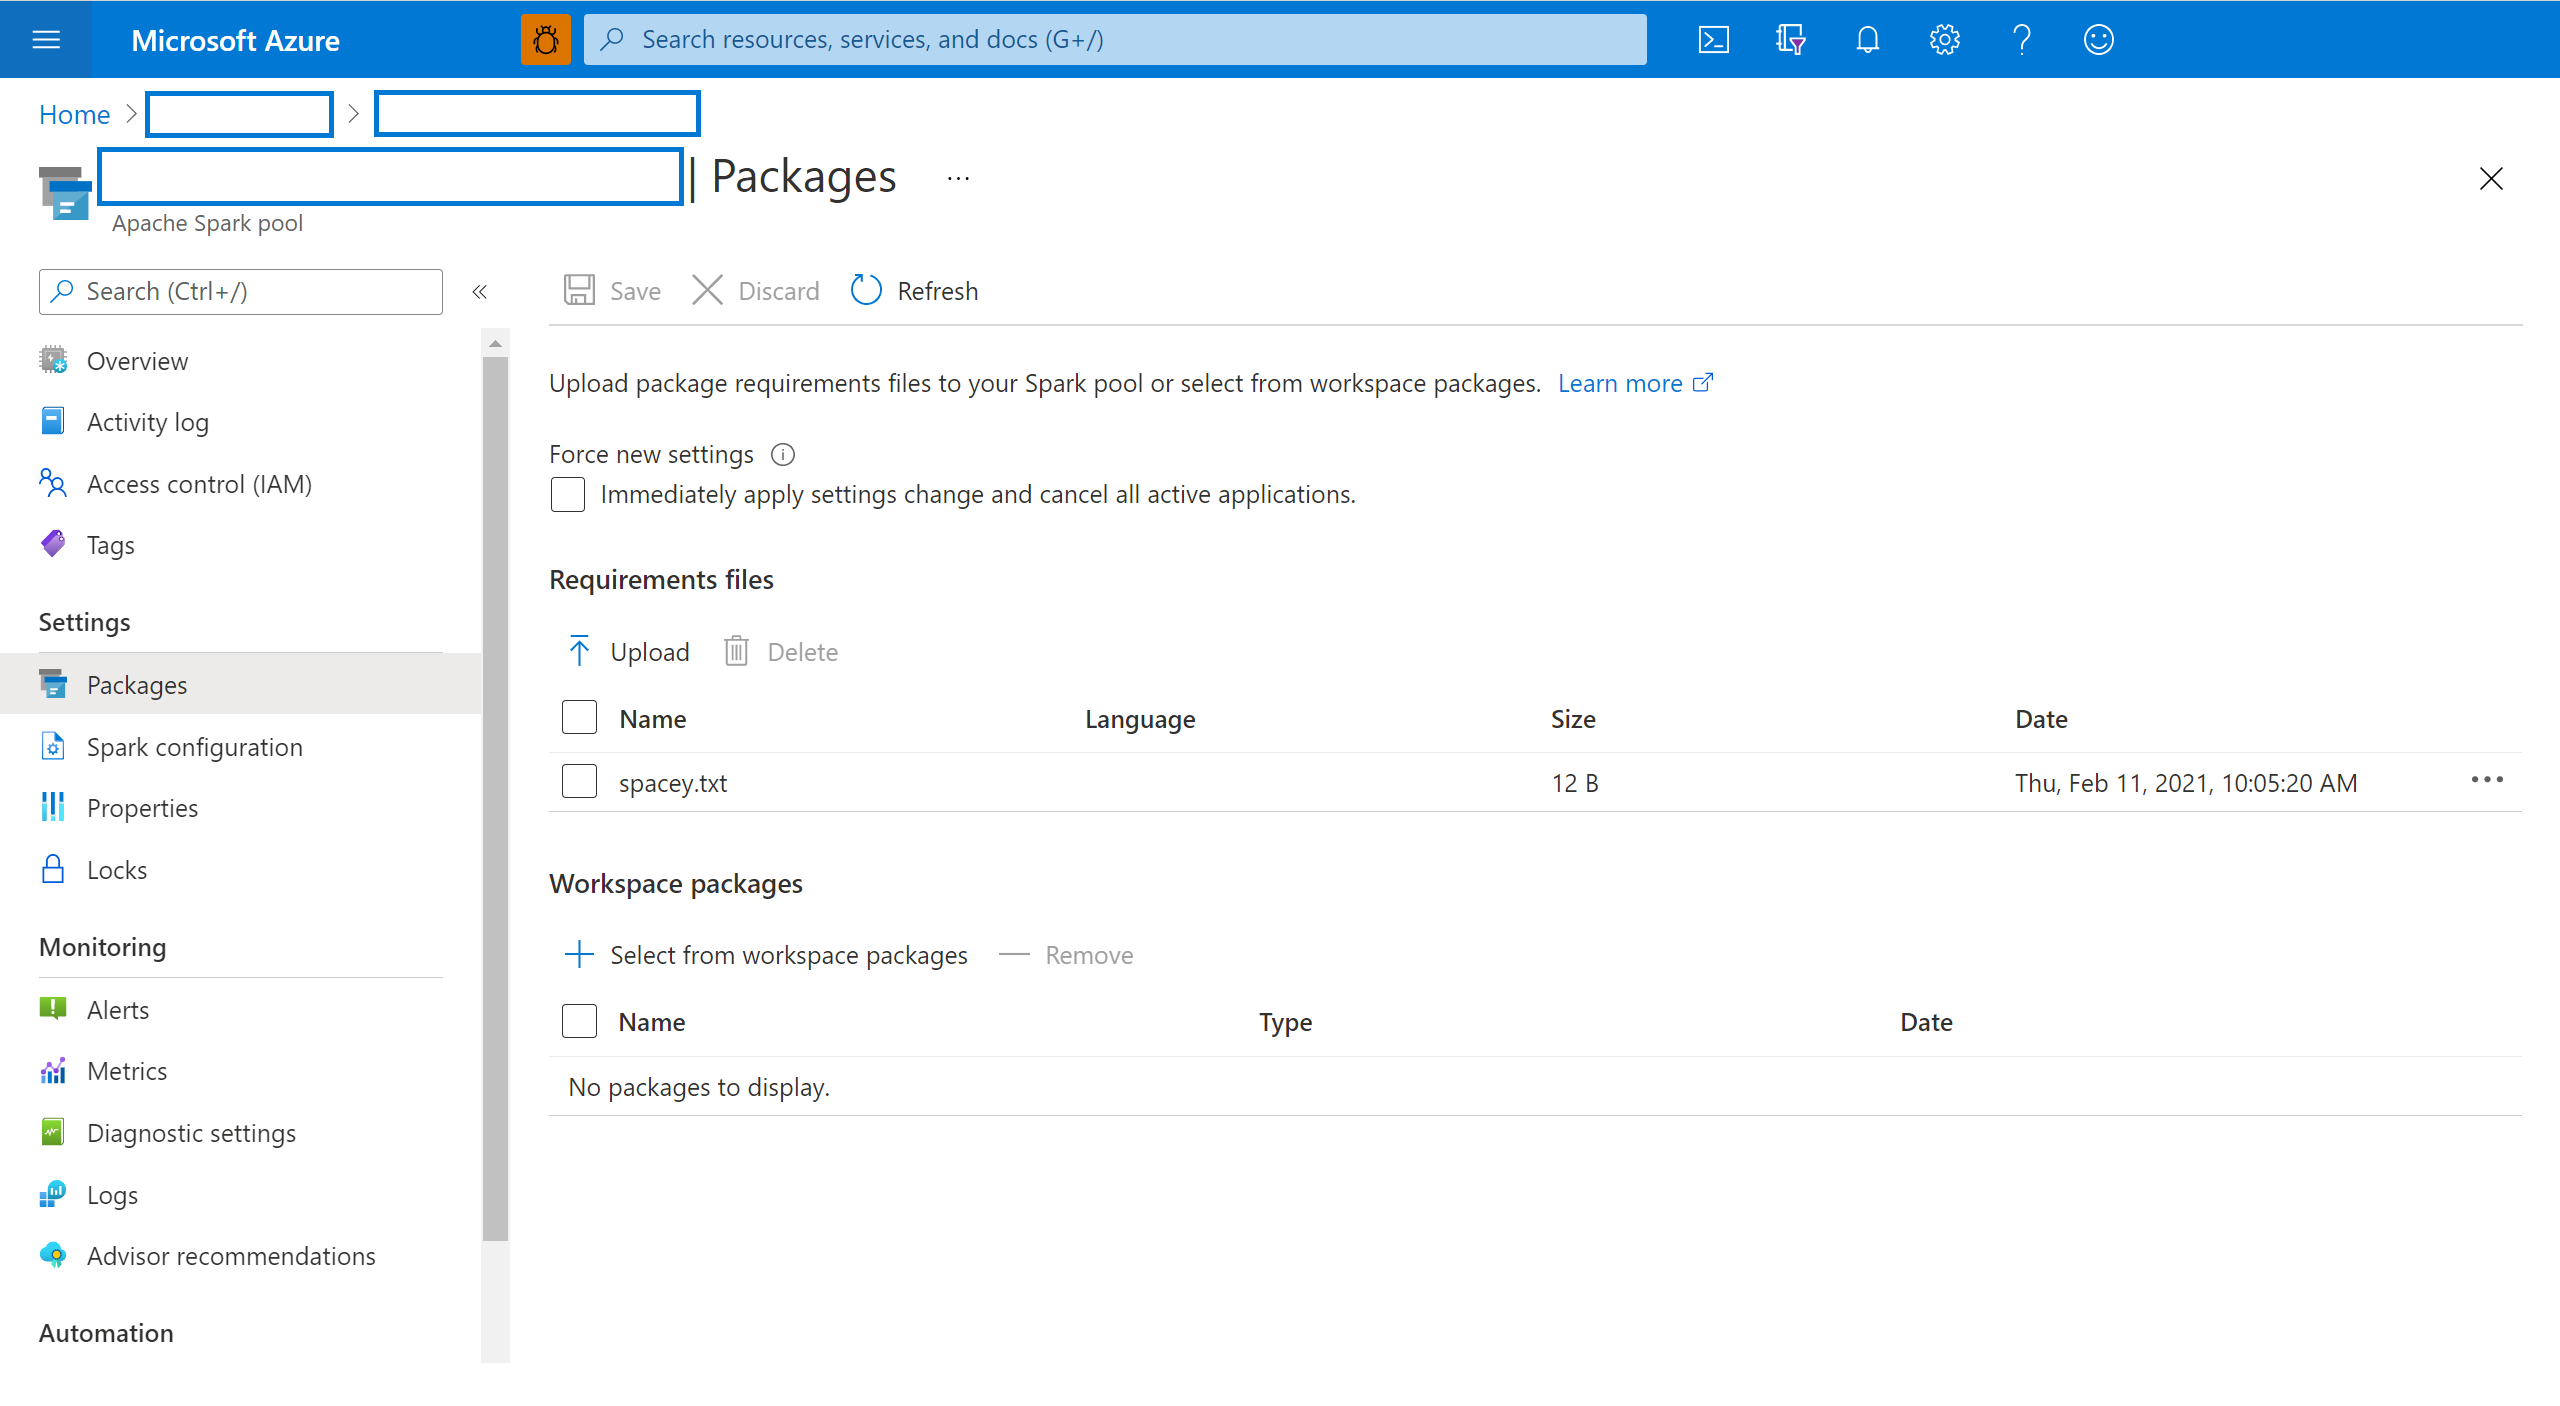 Microsoft Azure
Search resources, services, and docs (G+/)
Home
| Packages ...
Apache Spark pool
Search (Ctrl+/)
Overview
Activity log
Access control (IAM)
Tags
Settings
Packages
Spark configuration
Properties
Locks
Monitoring
Alerts
Metrics
Diagnostic settings
Logs
Advisor recommendations
Automation
Save Discard Refresh
Upload package requirements files to your Spark pool or select from workspace packages. Learn more
Force new settings
Immediately apply settings change and cancel all active applications.
Requirements files
Upload Delete
Name Language Size Date
spacey.txt 12 B Thu, Feb 11, 2021, 10:05:20 AM
Workspace packages
Select from workspace packages Remove
Name Type Date
No packages to display.